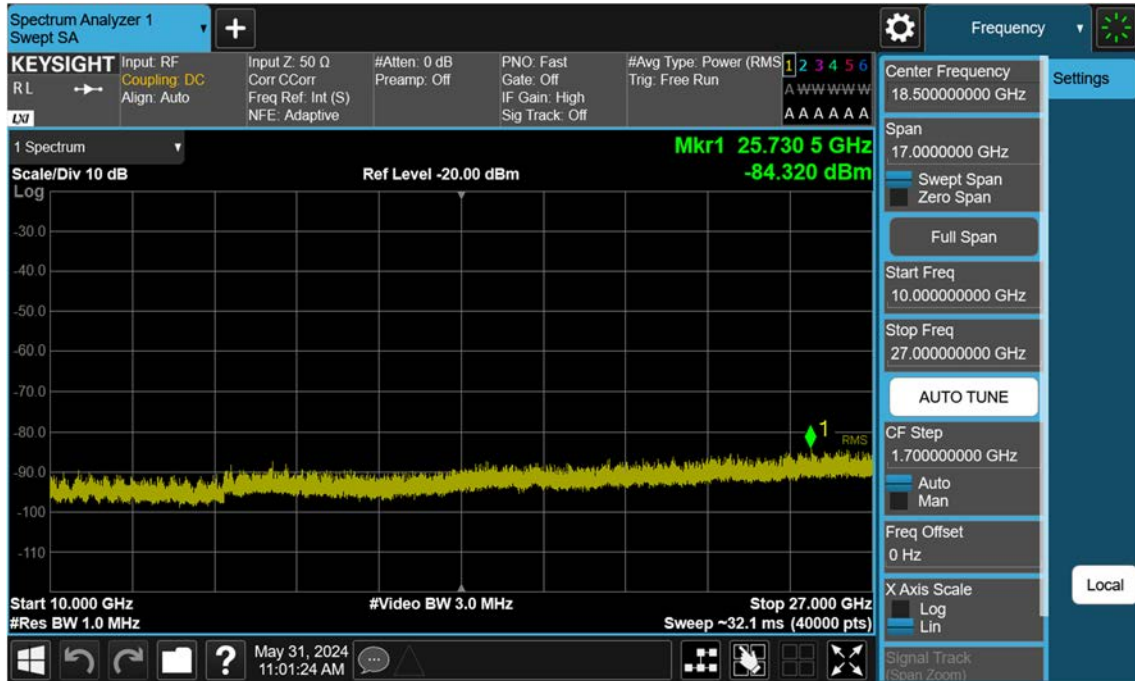 Spectrum Analyzer 1
Swept SA
+
Frequency
KEYSIGHT
R L
LXI
Input: RF
Coupling: DC
Align: Auto
Input Z: 50 Ω
Corr CCorr
Freq Ref: Int (S)
NFE: Adaptive
#Atten: 0 dB
Preamp: Off
PNO: Fast
Gate: Off
IF Gain: High
Sig Track: Off
#Avg Type: Power (RMS
Trig: Free Run
1 2 3 4 5 6
A W W W W W
A A A A A A
1 Spectrum
Mkr1 25.730 5 GHz
-84.320 dBm
Scale/Div 10 dB
Ref Level -20.00 dBm
Log
-30.0
-40.0
-50.0
-60.0
-70.0
-80.0
-90.0
-100
-110
1
RMS
Start 10.000 GHz
#Video BW 3.0 MHz
Stop 27.000 GHz
#Res BW 1.0 MHz
Sweep ~32.1 ms (40000 pts)
?
May 31, 2024
11:01:24 AM
Center Frequency
18.500000000 GHz
Span
17.0000000 GHz
Swept Span
Zero Span
Full Span
Start Freq
10.000000000 GHz
Stop Freq
27.000000000 GHz
AUTO TUNE
CF Step
1.700000000 GHz
Auto
Man
Freq Offset
0 Hz
X Axis Scale
Log
Lin
Signal Track
(Span Zoom)
Settings
Local